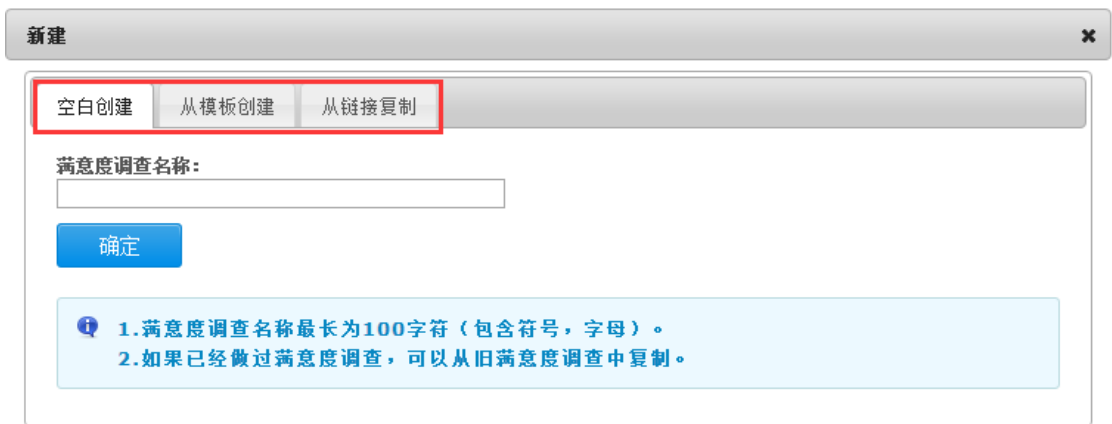 新建
空白创建 从模板创建 从链接复制
满意度调查名称:
确定
1.满意度调查名称最长为100字符（包含符号，字母）。
2.如果已经做过满意度调查，可以从旧满意度调查中复制。